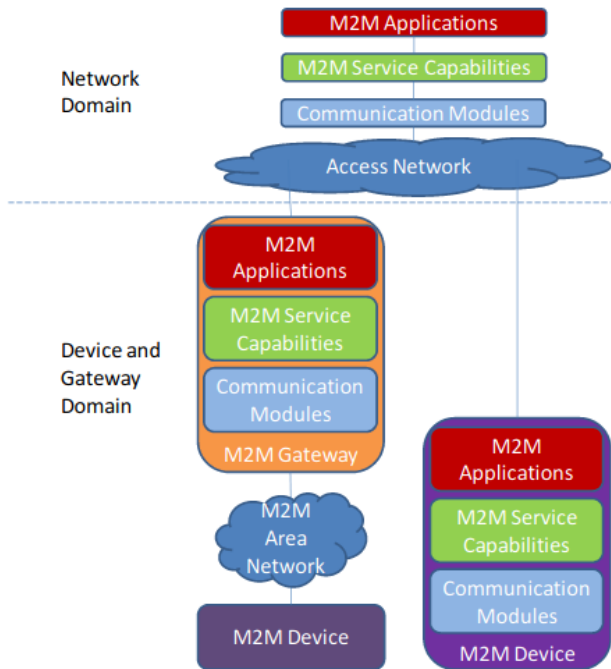 M2M Applications
M2M Service Capabilities
Network
Domain
Communication Modules
Access Network
M2M
Applications
M2M Service
Capabilities
Device and
Gateway
Domain
Communication
Modules
M2M Gateway
M2M
Area
Network
M2M Device
M2M
Applications
M2M Service
Capabilities
Communication
Modules
M2M Device